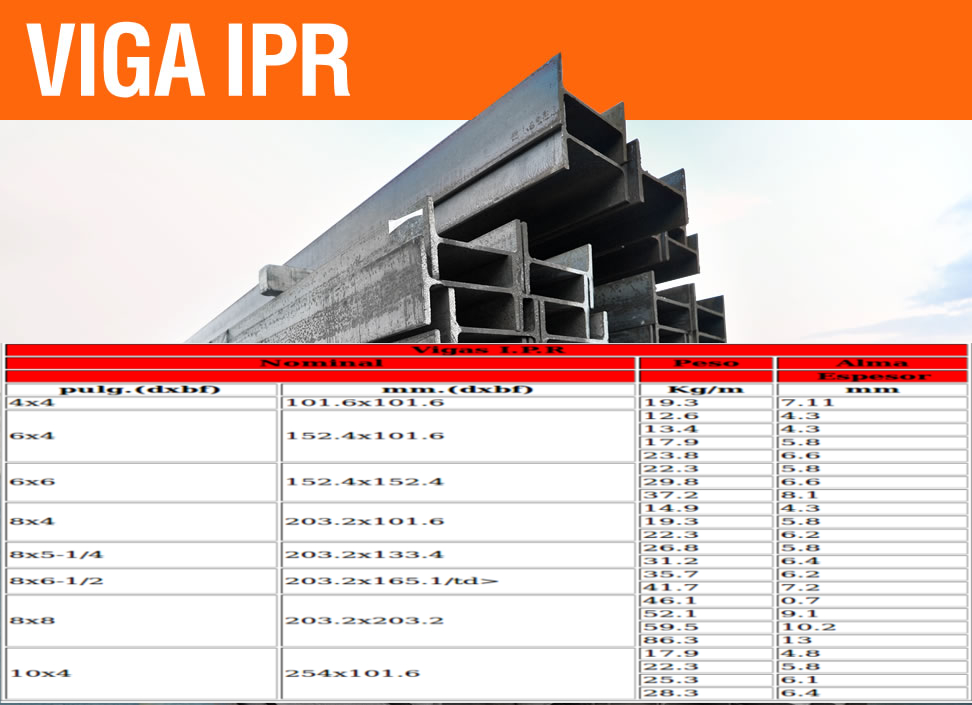 VIGA IPR
Vigas I.P.R
Nominal Peso Alma
Espesor
pulg.(dxbf) mm.(dxbf) Kg/m mm
4x4 101.6x101.6 19.3 7.11
6x4 152.4x101.6 12.6 4.3
13.4 4.3
17.9 5.8
23.8 6.6
6x6 152.4x152.4 22.3 5.8
29.8 6.6
37.2 8.1
8x4 203.2x101.6 14.9 4.3
19.3 5.8
22.3 6.2
8x5-1/4 203.2x133.4 26.8 5.8
31.2 6.4
8x6-1/2 203.2x165.1/td> 35.7 6.2
41.7 7.2
8x8 203.2x203.2 46.1 0.7
52.1 9.1
59.5 10.2
86.3 13
10x4 254x101.6 17.9 4.8
22.3 5.8
25.3 6.1
28.3 6.4